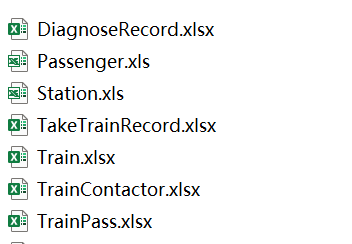 DiagnoseRecord.xlsx
Passenger.xls
Station.xls
TakeTrainRecord.xlsx
Train.xlsx
TrainContactor.xlsx
TrainPass.xlsx